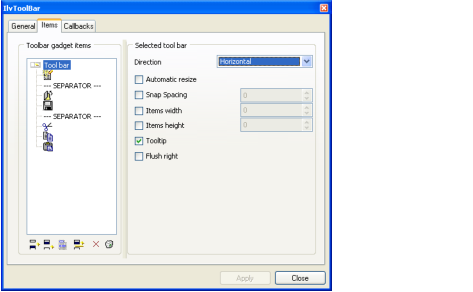 IlvToolBar
General Items Callbacks
Toolbar gadget items
Tool bar
--- SEPARATOR ---
--- SEPARATOR ---
Selected tool bar
Direction Horizontal
Automatic resize
Snap Spacing 0
Items width 0
Items height 0
Tooltip
Flush right
Apply Close